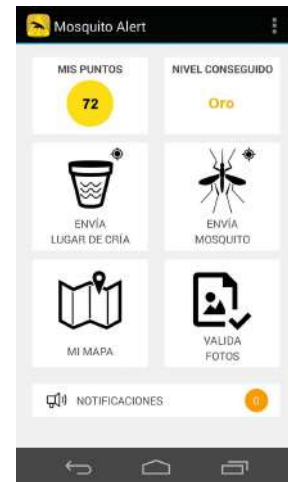 Mosquito Alert
MIS PUNTOS
72
NIVEL CONSEGUIDO
Oro
ENVÍA
LUGAR DE CRÍA
ENVÍA
MOSQUITO
MI MAPA
VALIDA
FOTOS
NOTIFICACIONES
0